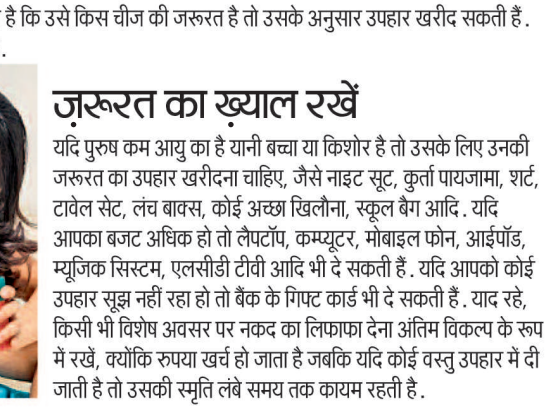 है कि उसे किस चीज की जरूरत है तो उसके अनुसार उपहार खरीद सकती हैं .
.
ज़रूरत का ख़्याल रखें
यदि पुरुष कम आयु का है यानी बच्चा या किशोर है तो उसके लिए उनकी
जरूरत का उपहार खरीदना चाहिए, जैसे नाइट सूट, कुर्ता पायजामा, शर्ट,
टावेल सेट, लंच बाक्स, कोई अच्छा खिलौना, स्कूल बैग आदि . यदि
आपका बजट अधिक हो तो लैपटॉप, कम्प्यूटर, मोबाइल फोन, आईपॉड,
म्यूजिक सिस्टम, एलसीडी टीवी आदि भी दे सकती हैं . यदि आपको कोई
उपहार सूझ नहीं रहा हो तो बैंक के गिफ्ट कार्ड भी दे सकती हैं . याद रहे,
किसी भी विशेष अवसर पर नकद का लिफाफा देना अंतिम विकल्प के रूप
में रखें, क्योंकि रुपया खर्च हो जाता है जबकि यदि कोई वस्तु उपहार में दी
जाती है तो उसकी स्मृति लंबे समय तक कायम रहती है .